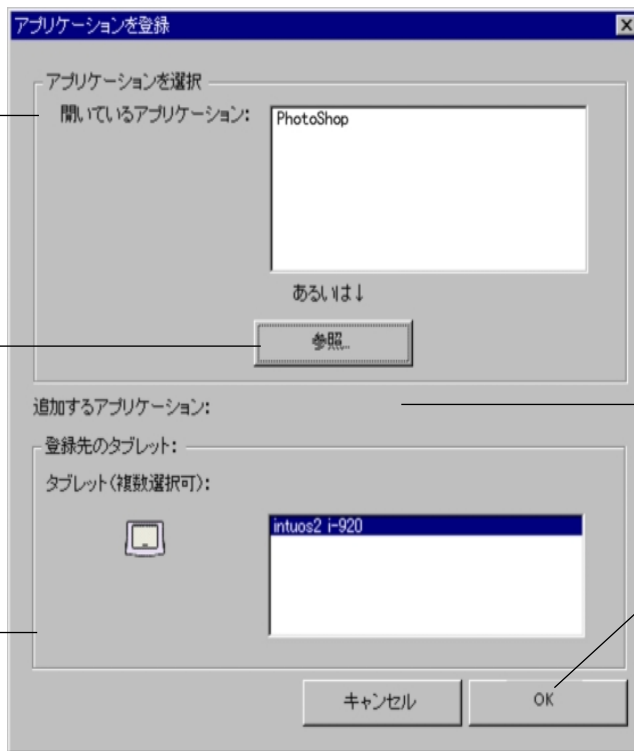 アプリケーションを登録
アプリケーションを選択
開いているアプリケーション:
PhotoShop
あるいは↓
参照...
追加するアプリケーション:
登録先のタブレット:
タブレット(複数選択可):
intuos2 i-920
キャンセル
OK